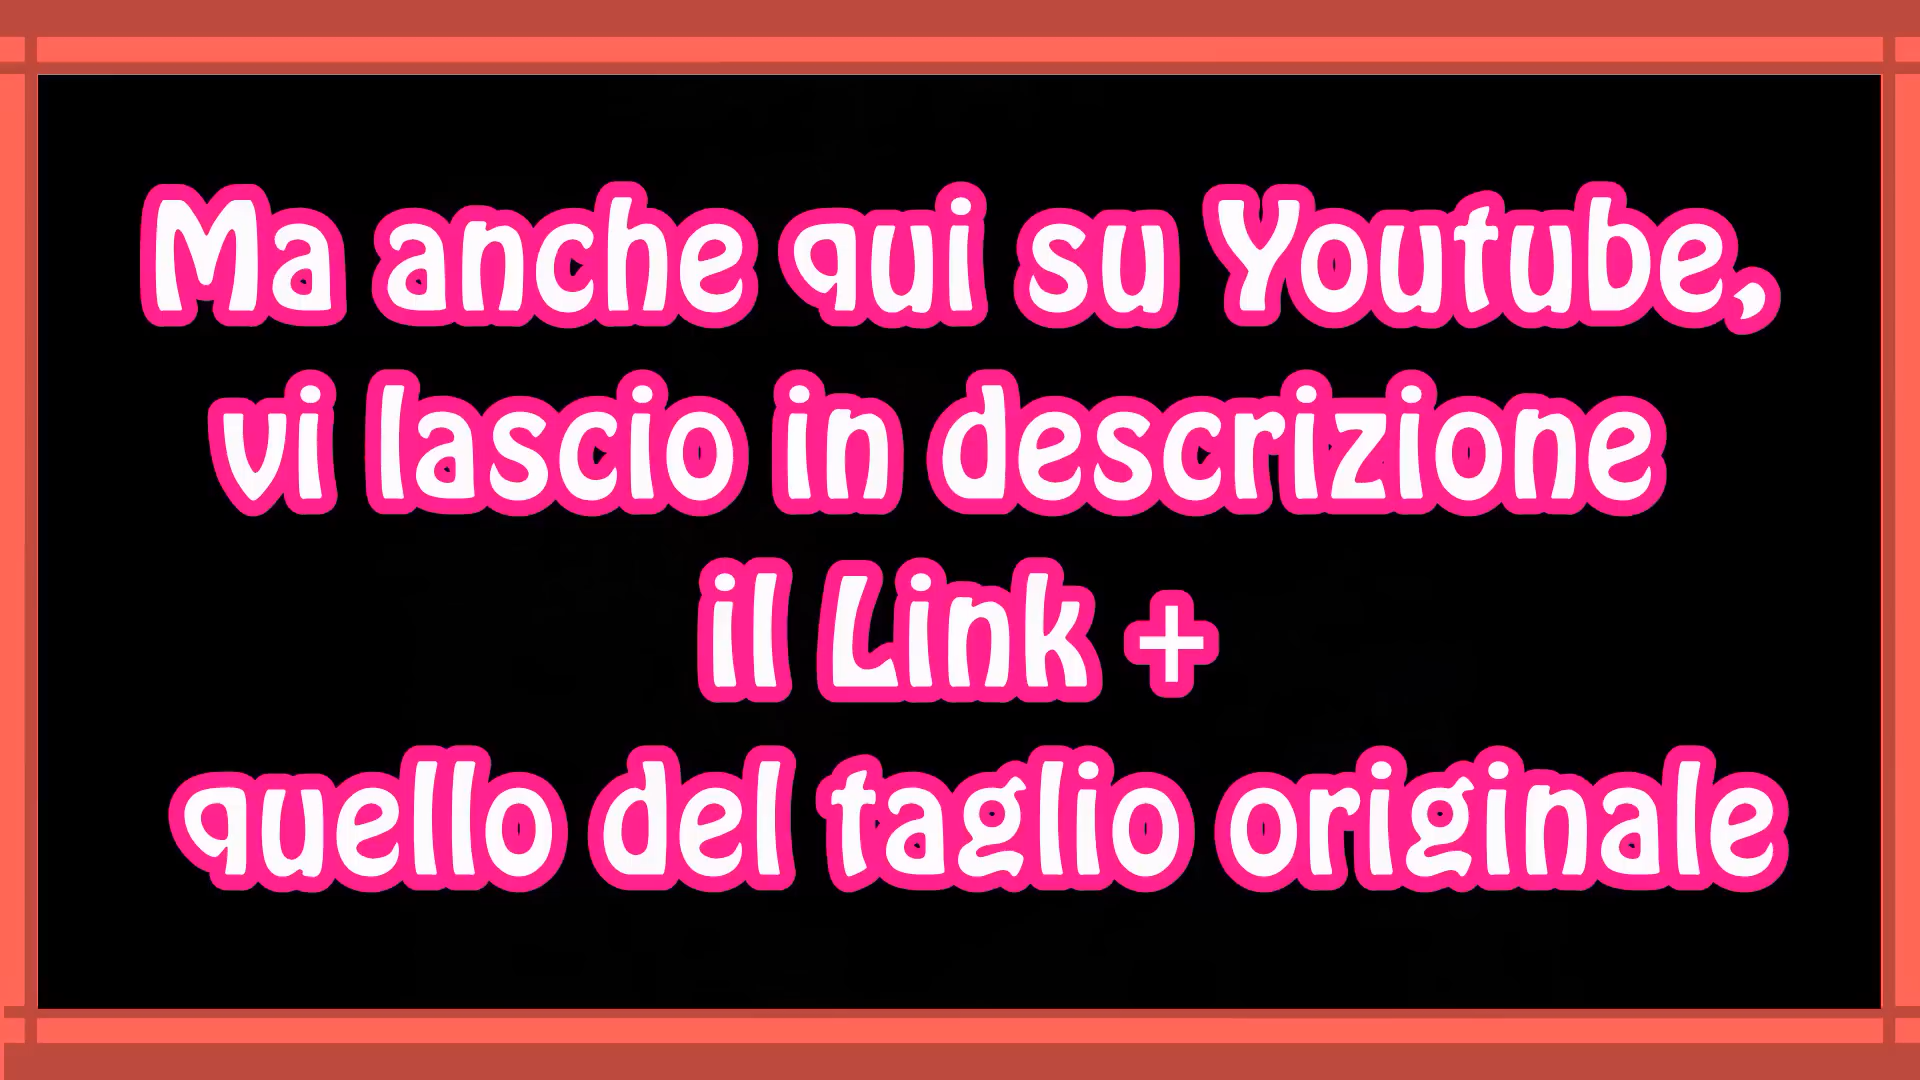 Ma anche qui su Youtube,
vi lascio in descrizione
il Link +
quello del taglio originale